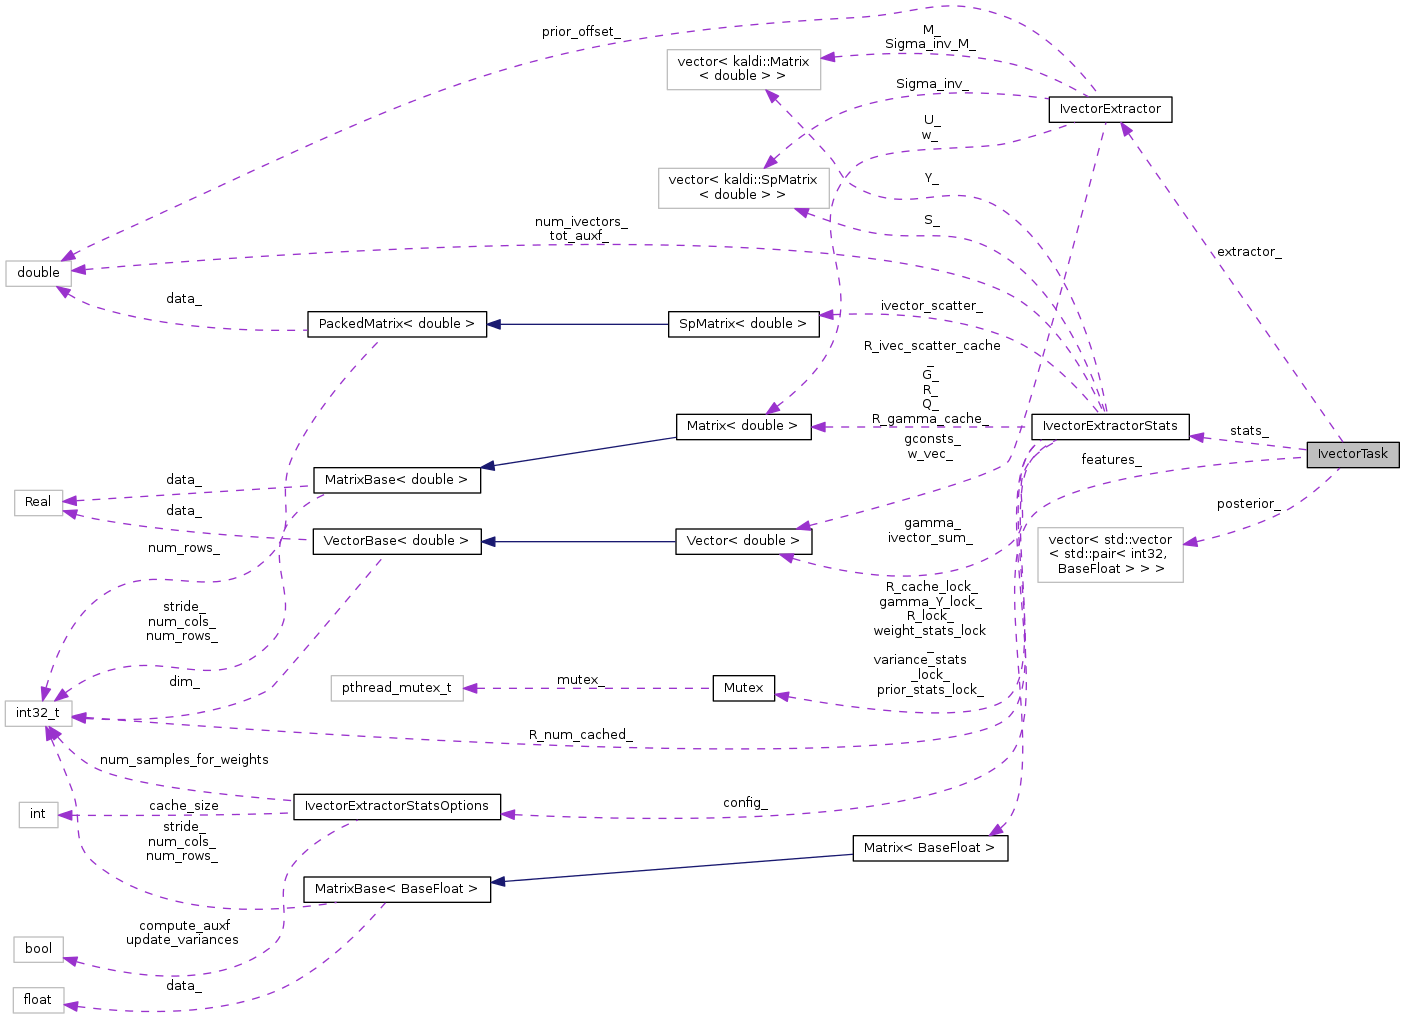 prior_offset_
M_
Sigma_inv_M_
vector< kaldi::Matrix
< double > >
Sigma_inv_
IvectorExtractor
U_
w_
vector< kaldi::SpMatrix
< double > >
Y_
num_ivectors_
tot_auxf_
S_
extractor_
double
data_
PackedMatrix< double >
SpMatrix< double >
ivector_scatter_
R_ivec_scatter_cache
_
G_
R_
Q_
R_gamma_cache_
Matrix< double >
IvectorExtractorStats
stats_
IvectorTask
gconsts_
w_vec_
features_
MatrixBase< double >
data_
Real
data_
posterior_
VectorBase< double >
Vector< double >
gamma_
ivector_sum_
vector< std::vector
< std::pair< int32,
BaseFloat > > >
num_rows_
stride_
num_cols_
num_rows_
R_cache_lock_
gamma_Y_lock_
R_lock_
weight_stats_lock
_
variance_stats
_lock_
prior_stats_lock_
dim_
pthread_mutex_t
mutex_
Mutex
int32_t
R_num_cached_
num_samples_for_weights
IvectorExtractorStatsOptions
config_
int
cache_size
stride_
num_cols_
num_rows_
Matrix< BaseFloat >
MatrixBase< BaseFloat >
compute_auxf
update_variances
bool
data_
float